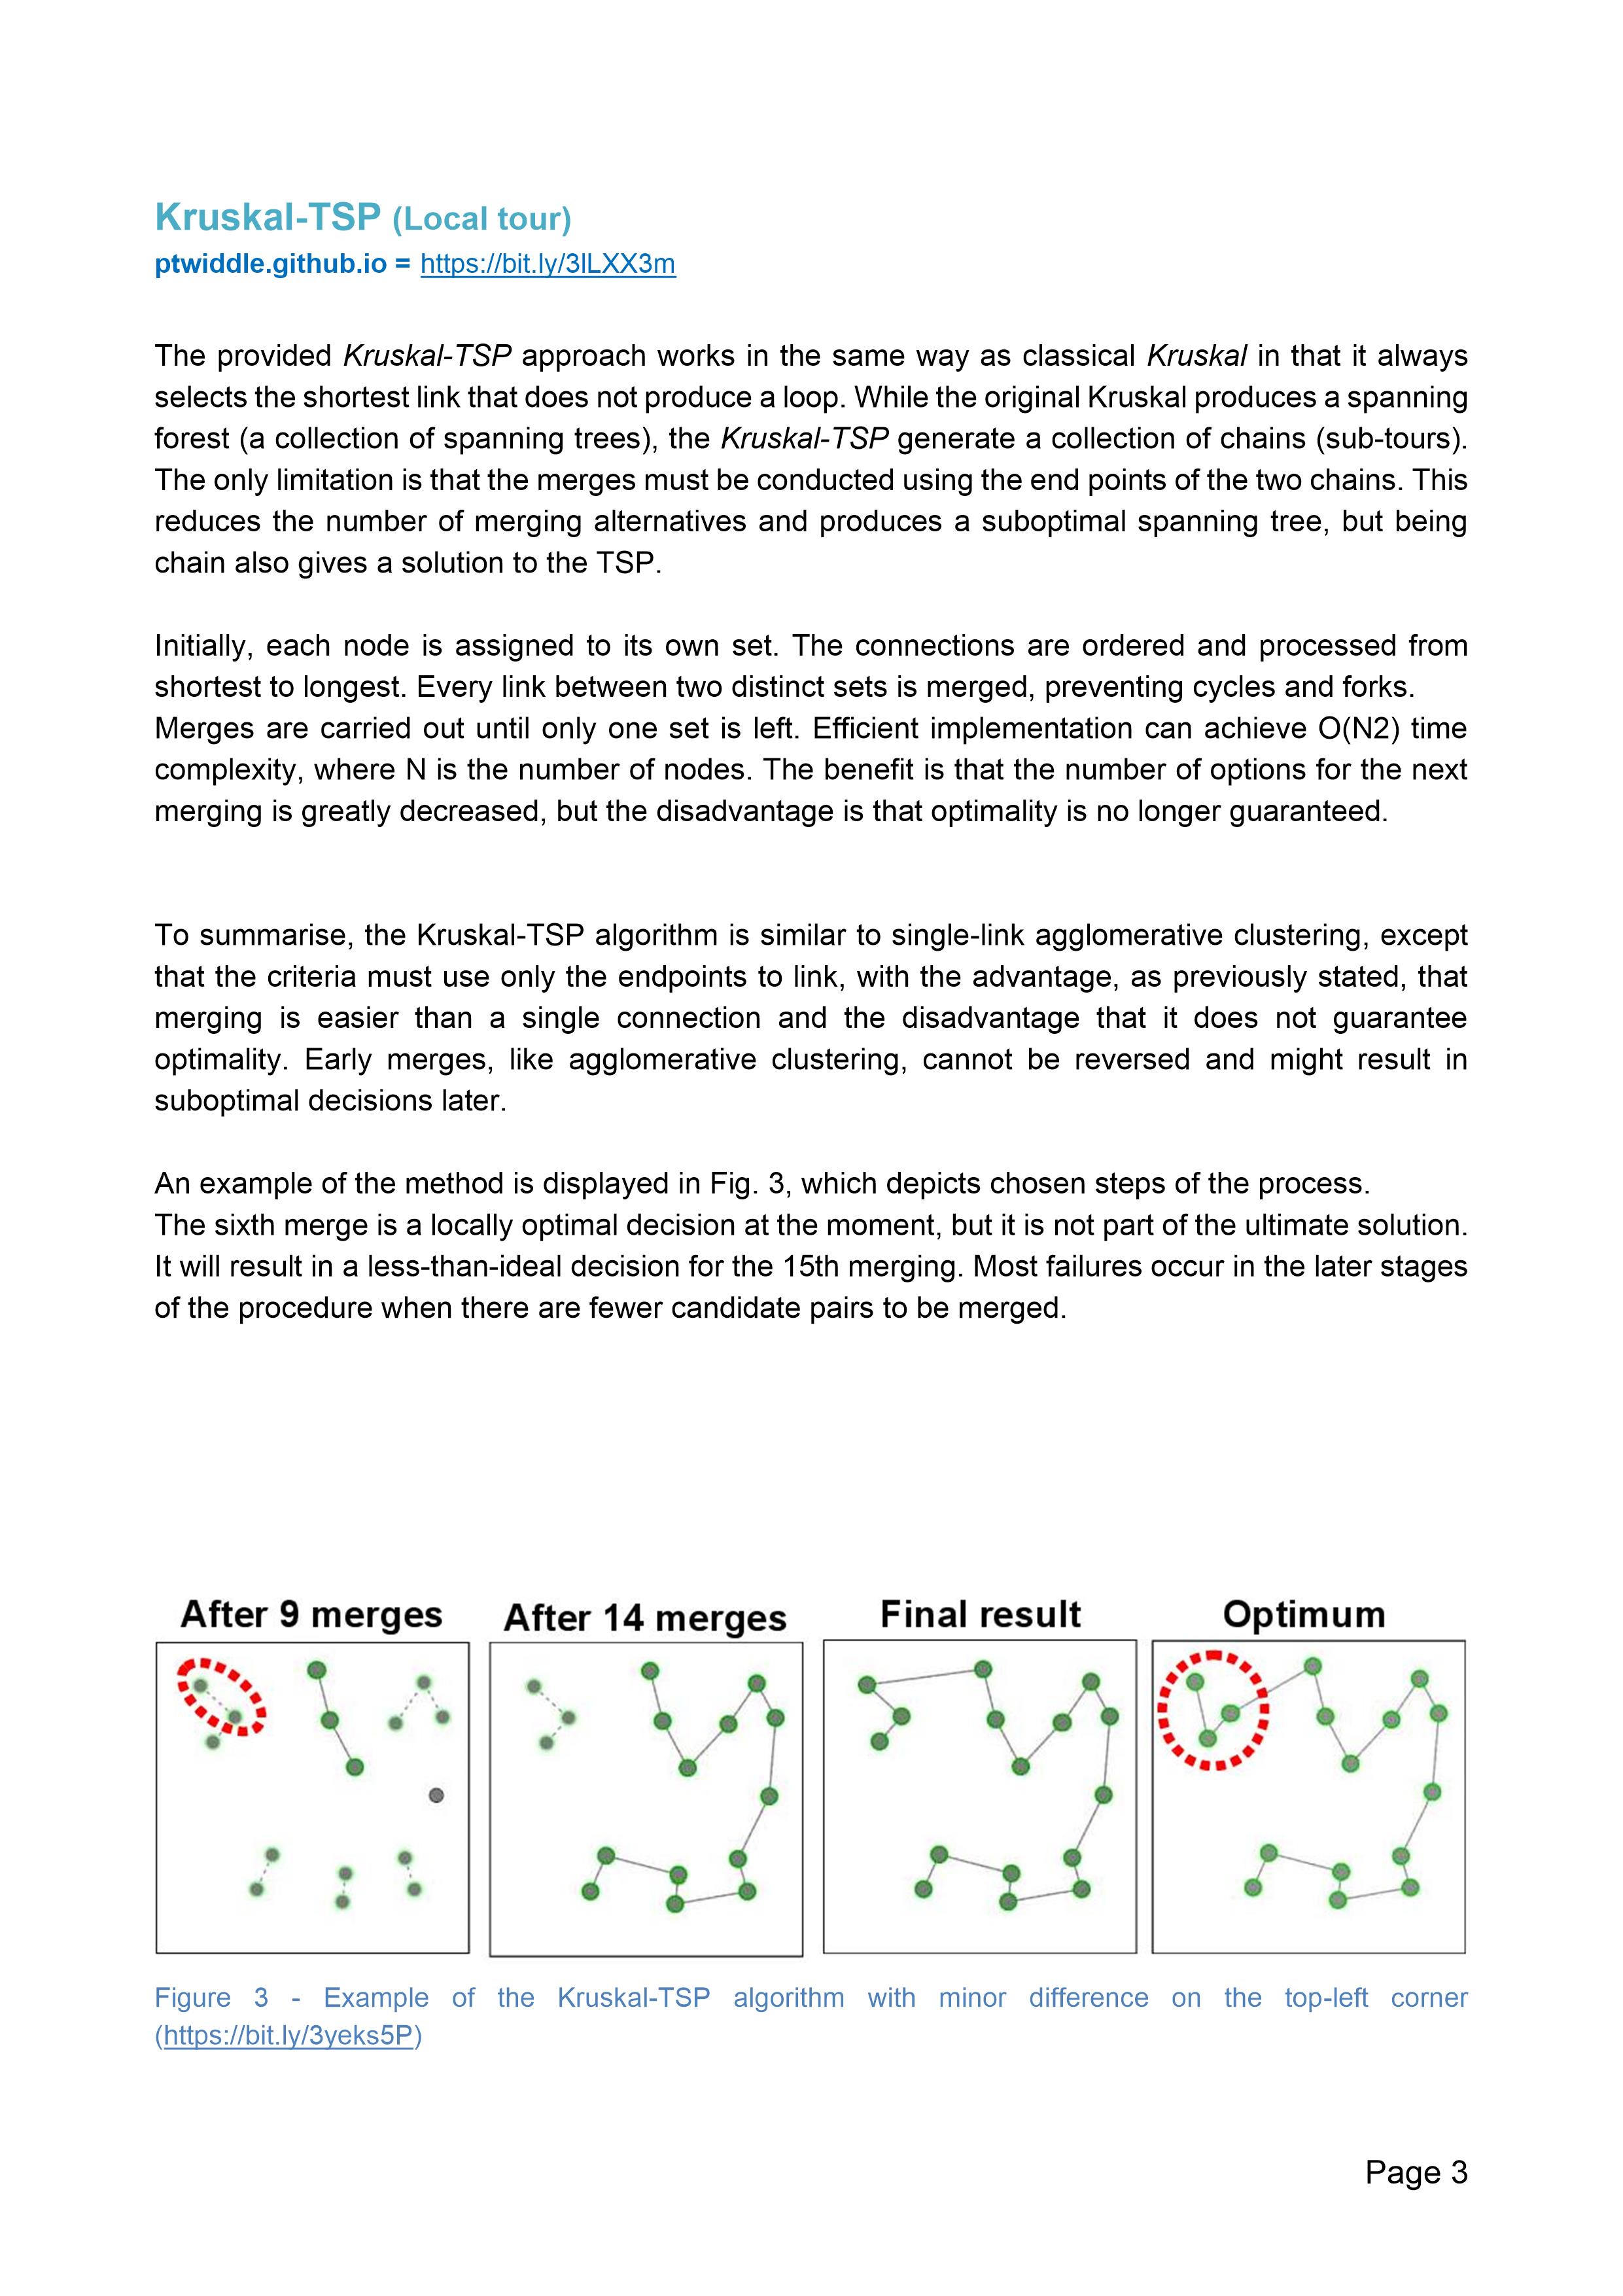 Kruskal-TSP (Local tour)
ptwiddle.github.io = https://bit.ly/3lLXX3m
The provided Kruskal-TSP approach works in the same way as classical Kruskal in that it always
selects the shortest link that does not produce a loop. While the original Kruskal produces a spanning
forest (a collection of spanning trees), the Kruskal-TSP generate a collection of chains (sub-tours).
The only limitation is that the merges must be conducted using the end points of the two chains. This
reduces the number of merging alternatives and produces a suboptimal spanning tree, but being
chain also gives a solution to the TSP.
Initially, each node is assigned to its own set. The connections are ordered and processed from
shortest to longest. Every link between two distinct sets is merged, preventing cycles and forks.
Merges are carried out until only one set is left. Efficient implementation can achieve O(N2) time
complexity, where N is the number of nodes. The benefit is that the number of options for the next
merging is greatly decreased, but the disadvantage is that optimality is no longer guaranteed.
To summarise, the Kruskal-TSP algorithm is similar to single-link agglomerative clustering, except
that the criteria must use only the endpoints to link, with the advantage, as previously stated, that
merging is easier than a single connection and the disadvantage that it does not guarantee
optimality. Early merges, like agglomerative clustering, cannot be reversed and might result in
suboptimal decisions later.
An example of the method is displayed in Fig. 3, which depicts chosen steps of the process.
The sixth merge is a locally optimal decision at the moment, but it is not part of the ultimate solution.
It will result in a less-than-ideal decision for the 15th merging. Most failures occur in the later stages
of the procedure when there are fewer candidate pairs to be merged.
After 9 merges
After 14 merges
Final result
Optimum
Figure 3 - Example of the Kruskal-TSP algorithm with minor difference on the top-left corner
(https://bit.ly/3yeks5P)
Page 3